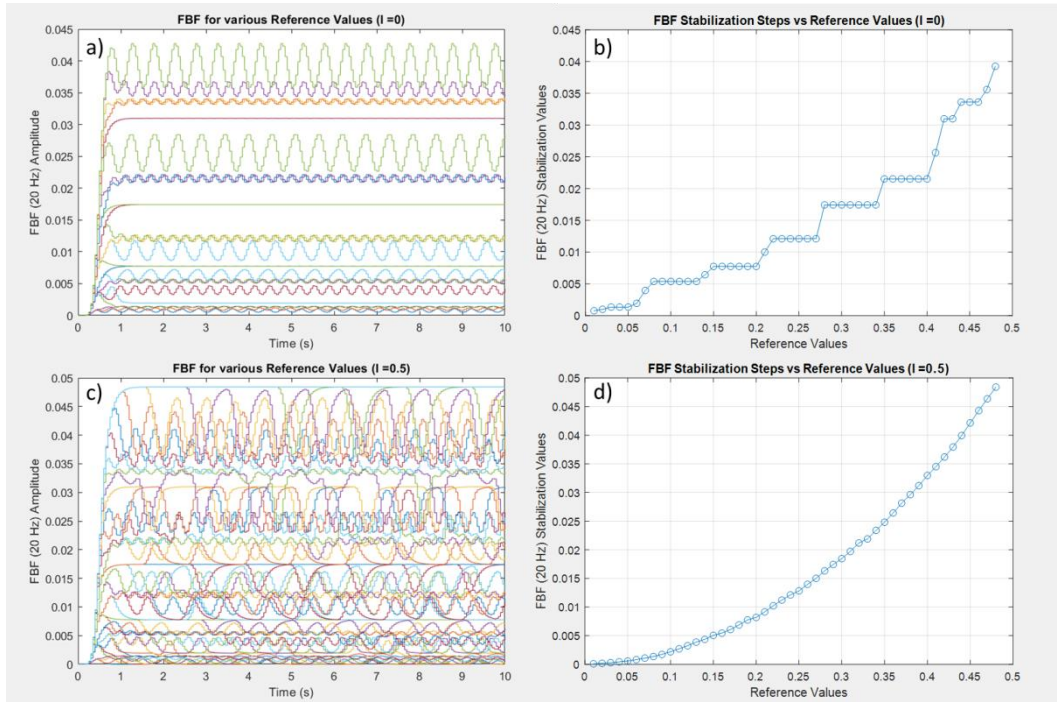 FBF for various Reference Values (I =0)
a)
FBF (20 Hz) Amplitude
0.045
0.04
0.035
0.03
0.025
0.02
0.015
0.01
0.005
0
0 1 2 3 4 5 6 7 8 9 10
Time (s)
FBF Stabilization Steps vs Reference Values (I =0)
b)
FBF (20 Hz) Stabilization Values
0.045
0.04
0.035
0.03
0.025
0.02
0.015
0.01
0.005
0
0 0.05 0.1 0.15 0.2 0.25 0.3 0.35 0.4 0.45 0.5
Reference Values
FBF for various Reference Values (I =0.5)
c)
FBF (20 Hz) Amplitude
0.05
0.045
0.04
0.035
0.03
0.025
0.02
0.015
0.01
0.005
0
0 1 2 3 4 5 6 7 8 9 10
Time (s)
FBF Stabilization Steps vs Reference Values (I=0.5)
d)
FBF (20 Hz) Stabilization Values
0.05
0.045
0.04
0.035
0.03
0.025
0.02
0.015
0.01
0.005
0
0 0.05 0.1 0.15 0.2 0.25 0.3 0.35 0.4 0.45 0.5
Reference Values